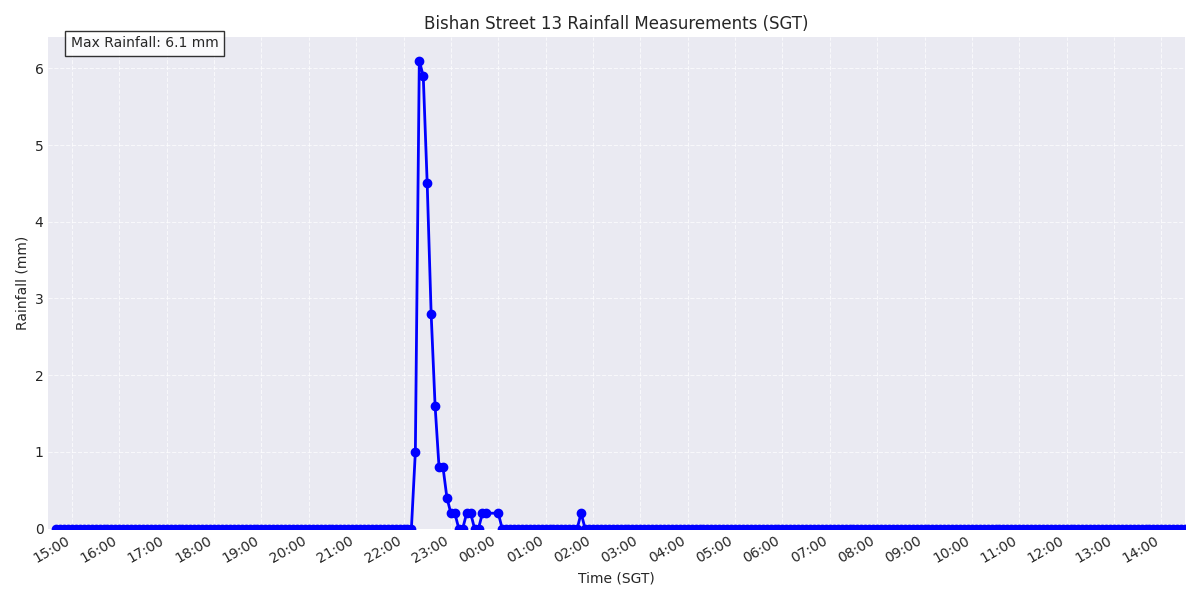 Bishan Street 13 Rainfall Measurements (SGT)
Max Rainfall: 6.1 mm
6
5
4
3
2
1
0
Rainfall (mm)
15:00 16:00 17:00 18:00 19:00 20:00 21:00 22:00 23:00 00:00 01:00 02:00 03:00 04:00 05:00 06:00 07:00 08:00 09:00 10:00 11:00 12:00 13:00 14:00
Time (SGT)